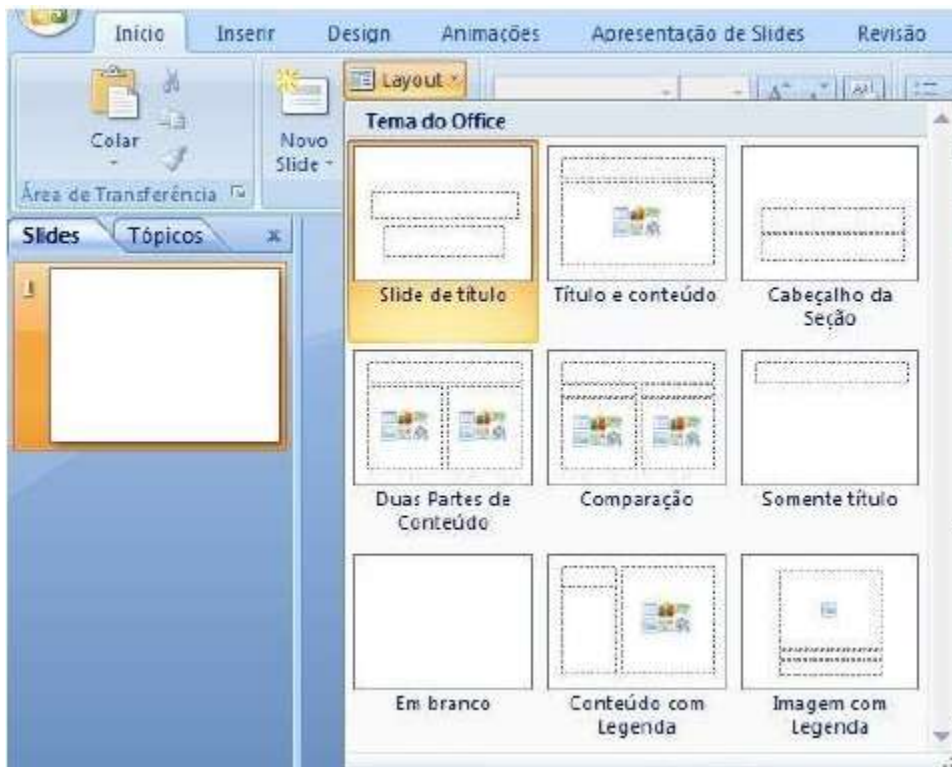 Início Inserir Design Animações Apresentação de Slides Revisão
Layout
Colar
Novo
Slide
Área de Transferência
Tema do Office
Slides Tópicos x
1
Slide de título Título e conteúdo Cabeçalho da
Seção
Duas Partes de
Conteúdo
Comparação Somente título
Em branco Conteúdo com
Legenda
Imagem com
Legenda